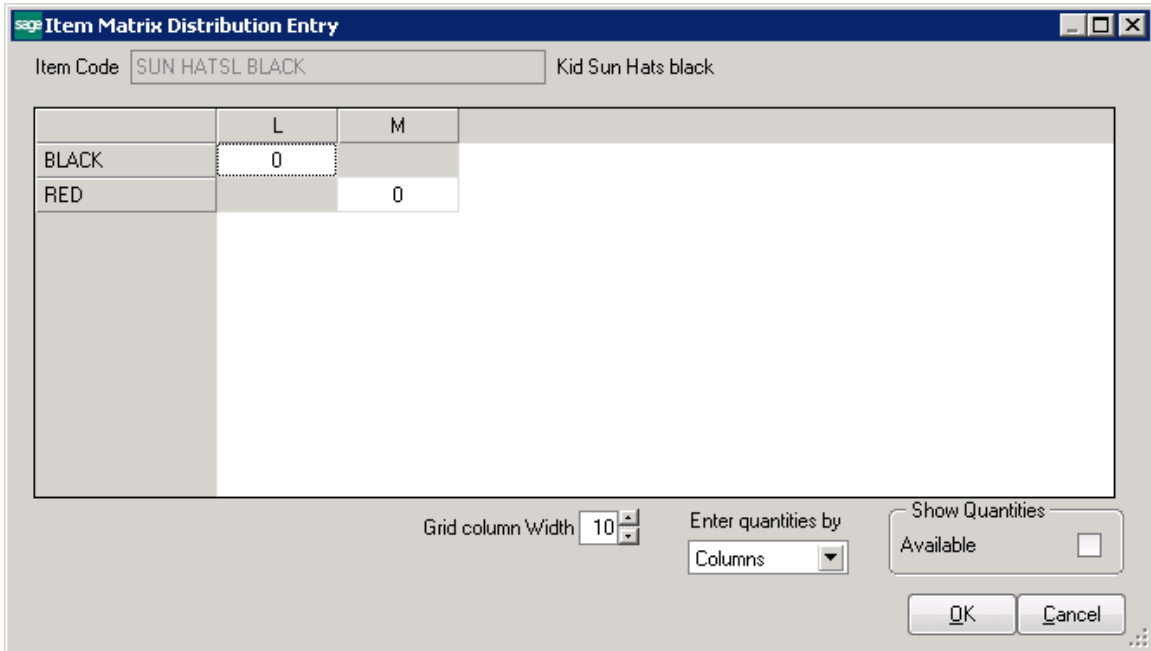 sage Item Matrix Distribution Entry
Item Code SUN HATSL BLACK Kid Sun Hats black
L M
BLACK 0
RED 0
Grid column Width 10 Enter quantities by Show Quantities
Columns Available
OK Cancel